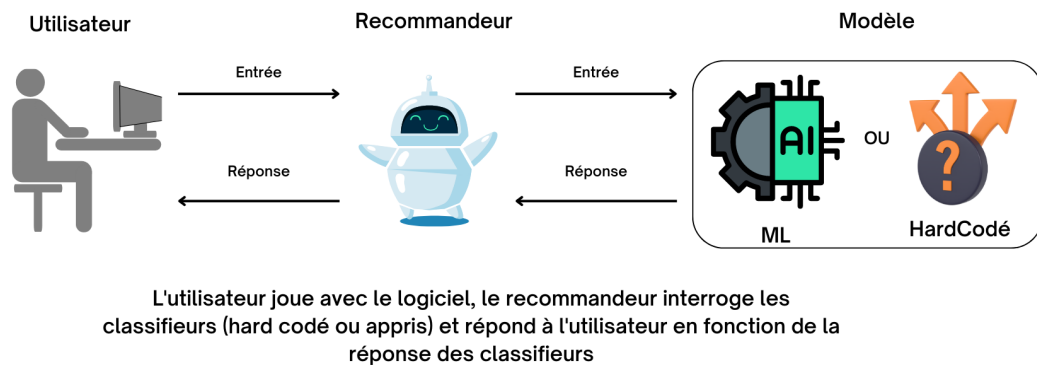 Utilisateur
Recommandeur
Modèle
Entrée
Entrée
AI
OU
?
Réponse
Réponse
ML
HardCodé
L'utilisateur joue avec le logiciel, le recommandeur interroge les
classifieurs (hard codé ou appris) et répond à l'utilisateur en fonction de la
réponse des classifieurs